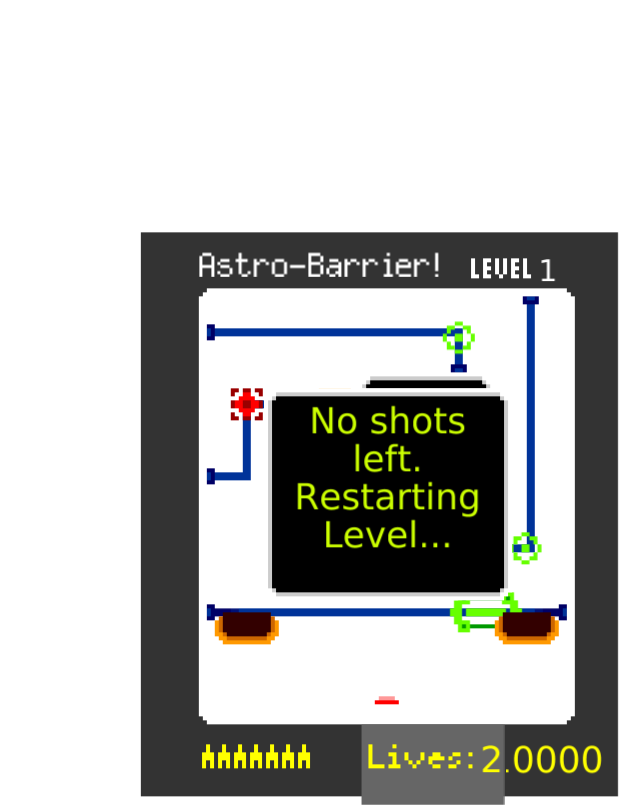 Astro-Barrier! LEVEL 1
No shots
left.
Restarting
Level...
Lives:2.0000